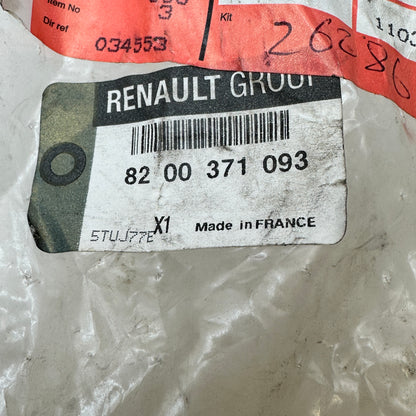 Item No
3
Dir ref
034553
Kit
26286
1103
RENAULT GROUP
82 00 371 093
X1
5TUJ77E
Made in FRANCE